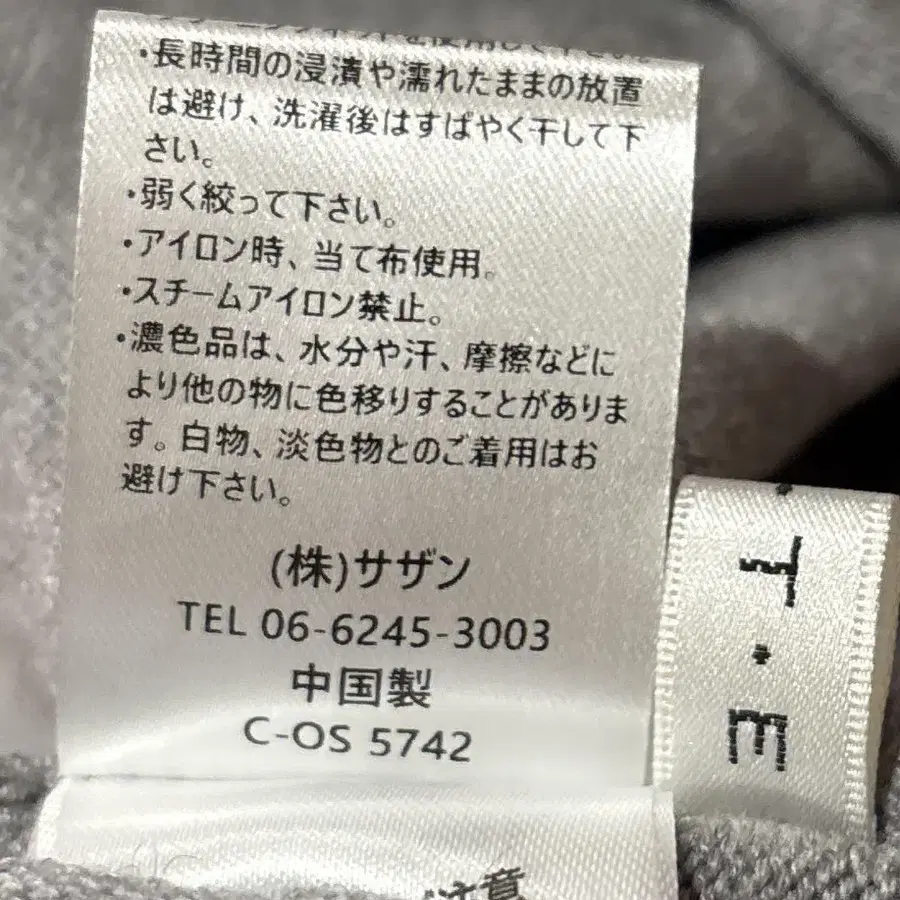 ・長時間の浸漬や濡れたままの放置
は避け、洗濯後はすばやく干して下
さい。
・弱く絞って下さい。
・アイロン時、当て布使用。
・スチームアイロン禁止。
・濃色品は、水分や汗、摩擦などに
より他の物に色移りすることがありま
す。白物、淡色物とのご着用はお
避け下さい。
(株)サザン
TEL 06-6245-3003
中国製
C-OS 5742
T・E
注意